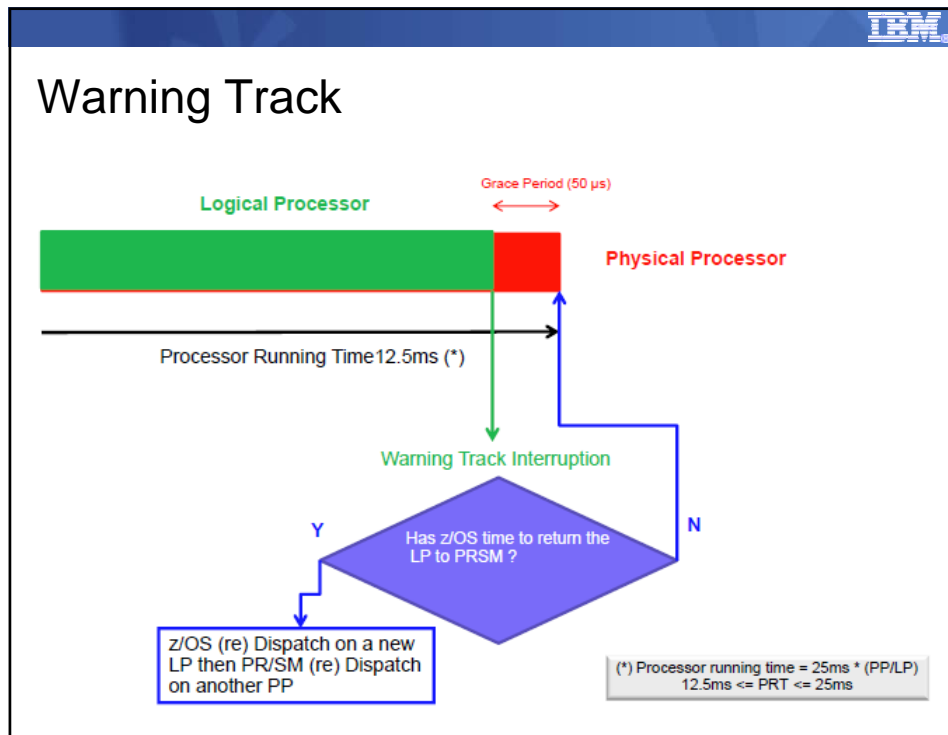 IBM®
Warning Track
Grace Period (50 µs)
Logical Processor
Physical Processor
Processor Running Time12.5ms (*)
Warning Track Interruption
Y
N
Has z/OS time to return the
LP to PRSM ?
z/OS (re) Dispatch on a new
LP then PR/SM (re) Dispatch
on another PP
(*) Processor running time = 25ms * (PP/LP)
12.5ms <= PRT <= 25ms